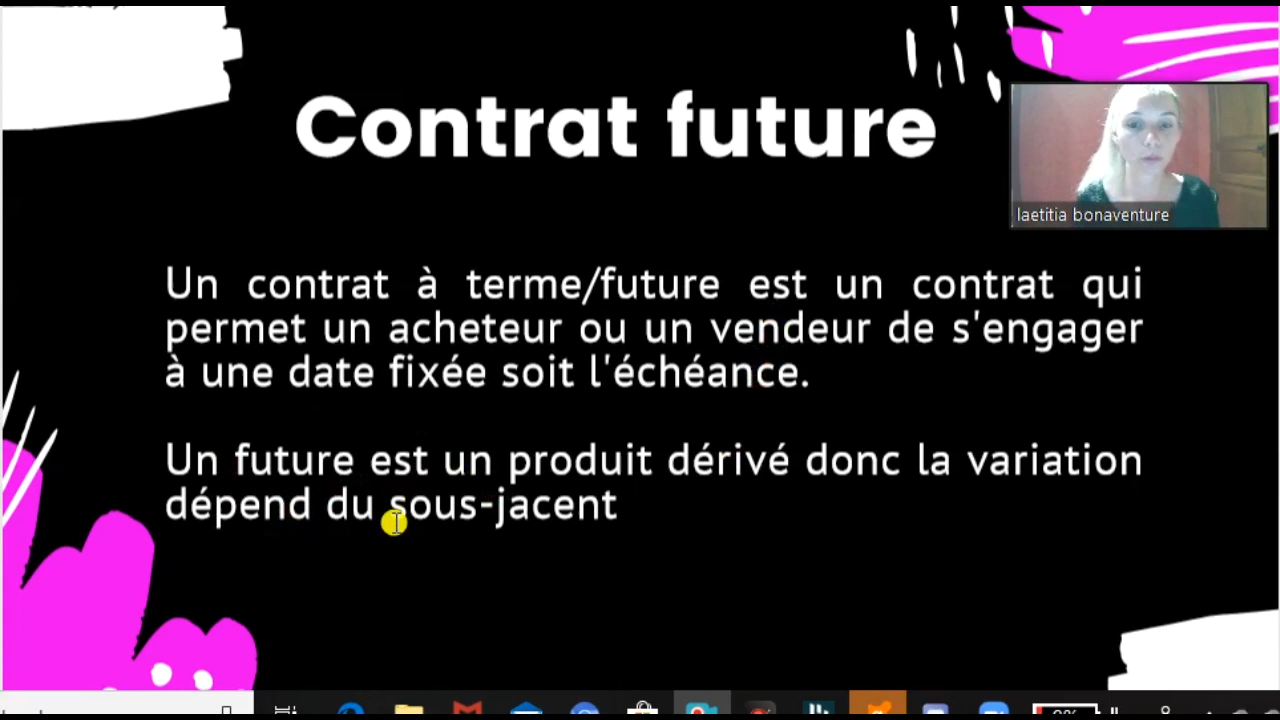 Contrat future
laetitia bonaventure
Un contrat à terme/future est un contrat qui
permet un acheteur ou un vendeur de s'engager
à une date fixée soit l'échéance.
Un future est un produit dérivé donc la variation
dépend du sous-jacent